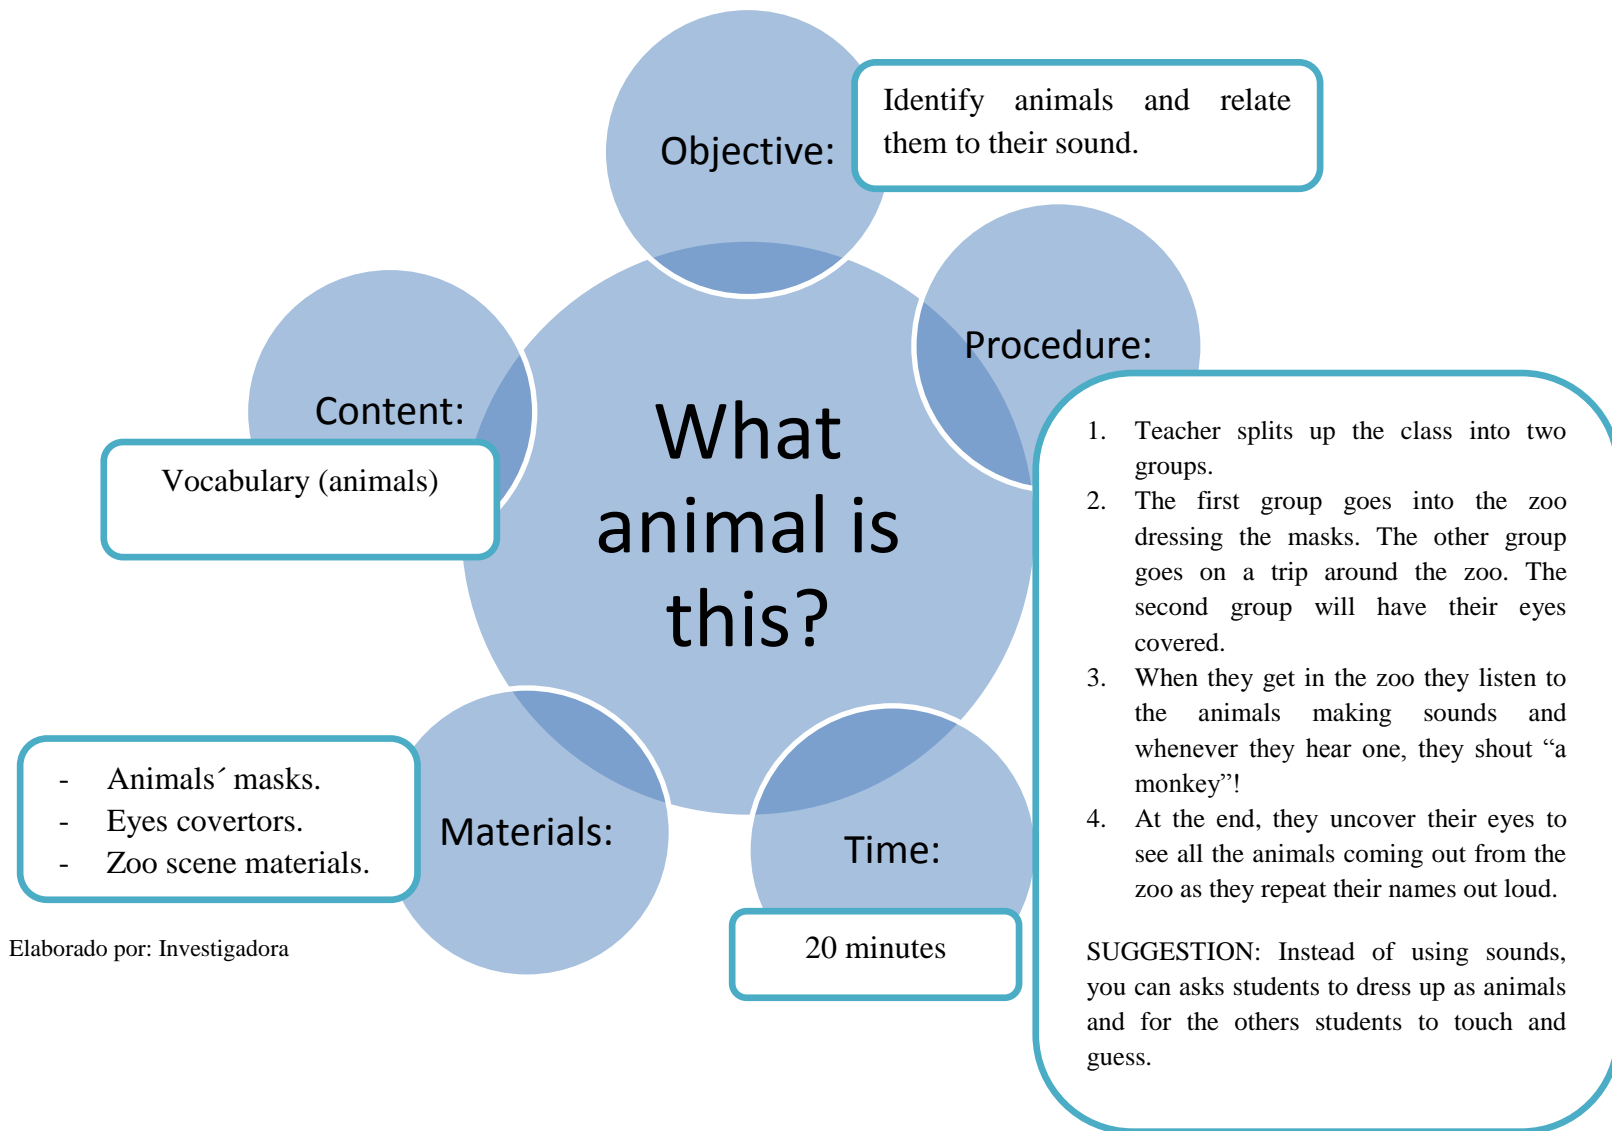 Objective:
Identify animals and relate
them to their sound.
Procedure:
1. Teacher splits up the class into two
groups.
2. The first group goes into the zoo
dressing the masks. The other group
goes on a trip around the zoo. The
second group will have their eyes
covered.
3. When they get in the zoo they listen to
the animals making sounds and
whenever they hear one, they shout “a
monkey”!
4. At the end, they uncover their eyes to
see all the animals coming out from the
zoo as they repeat their names out loud.
SUGGESTION: Instead of using sounds,
you can asks students to dress up as animals
and for the others students to touch and
guess.
Content:
Vocabulary (animals)
What
animal is
this?
Materials:
- Animals´ masks.
- Eyes covertors.
- Zoo scene materials.
Time:
20 minutes
Elaborado por: Investigadora